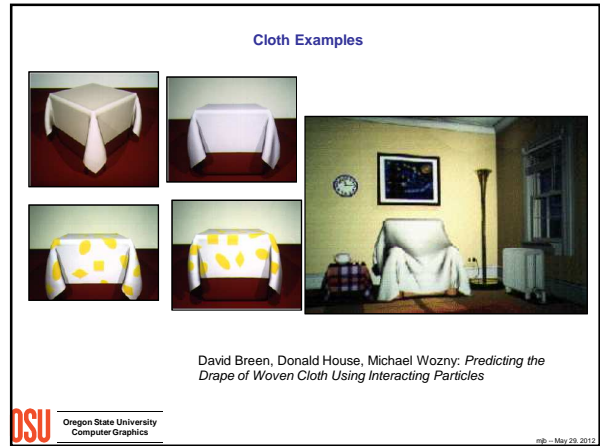 Cloth Examples
David Breen, Donald House, Michael Wozny: Predicting the
Drape of Woven Cloth Using Interacting Particles
OSU
Oregon State University
Computer Graphics
mjb – May 29, 2012